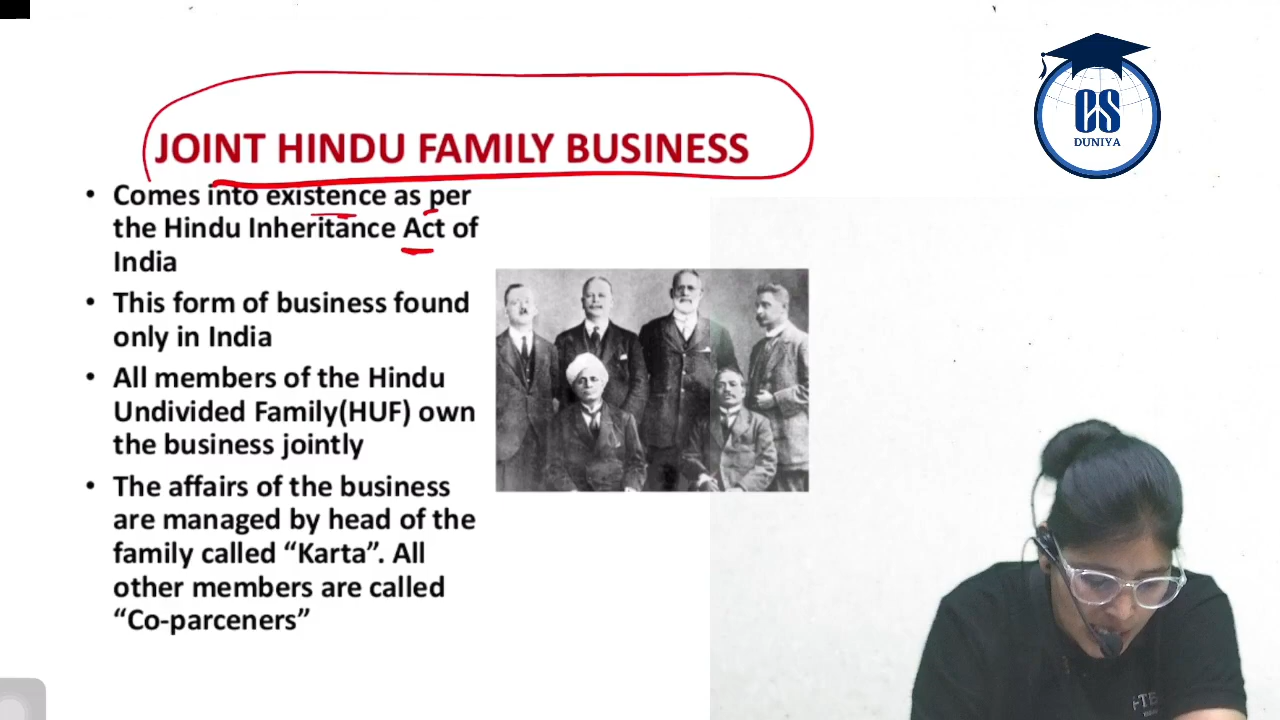 CS
DUNIYA
JOINT HINDU FAMILY BUSINESS
• Comes into existence as per
the Hindu Inheritance Act of
India
• This form of business found
only in India
• All members of the Hindu
Undivided Family(HUF) own
the business jointly
• The affairs of the business
are managed by head of the
family called “Karta”. All
other members are called
“Co-parceners”